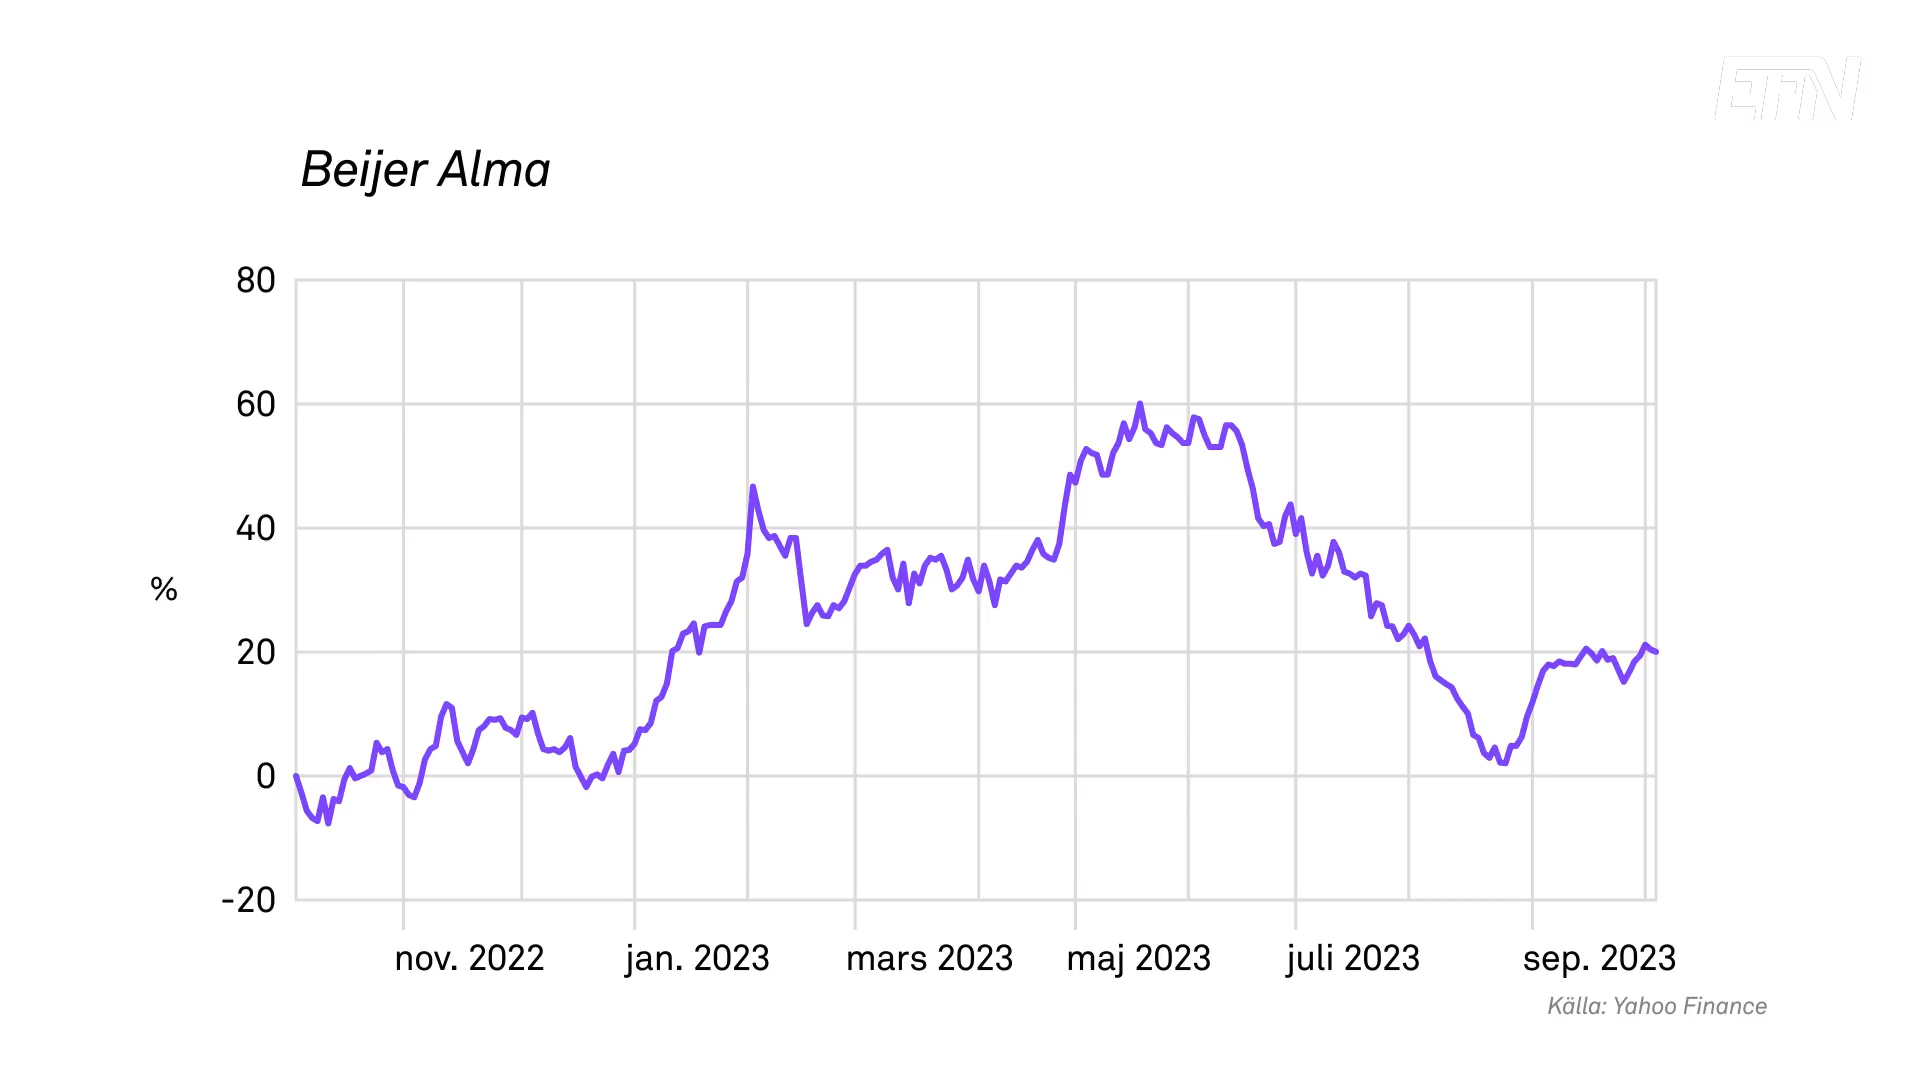 ETTN
Beijer Alma
80
60
40
%
20
0
-20
nov. 2022 jan. 2023 mars 2023 maj 2023 juli 2023 sep. 2023
Källa: Yahoo Finance